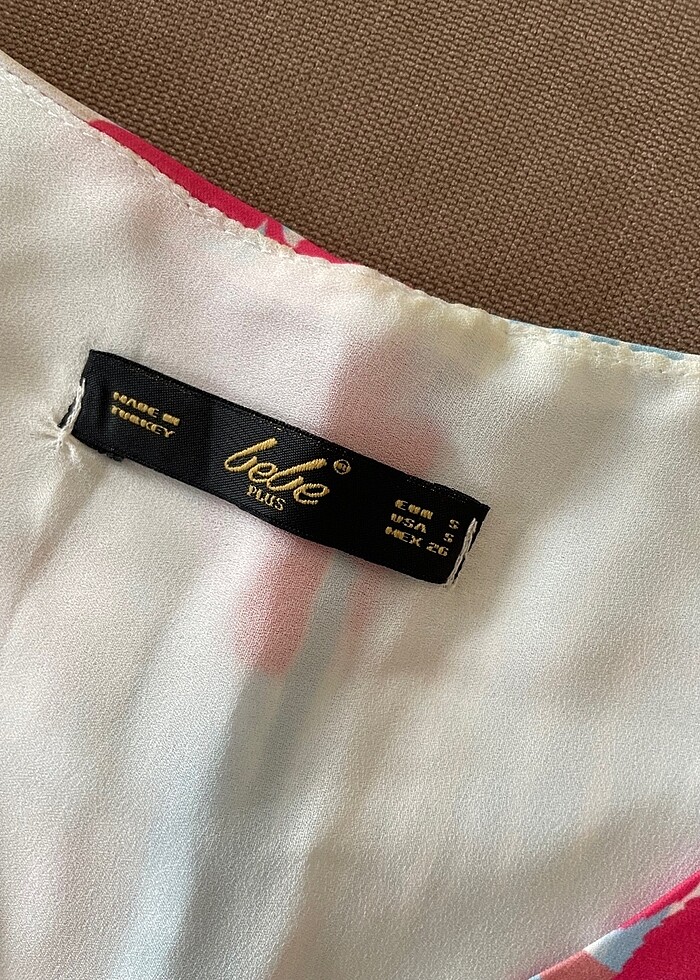 MADE IN
TURKEY
bebe®
PLUS
EUR S
USA S
MEX 26